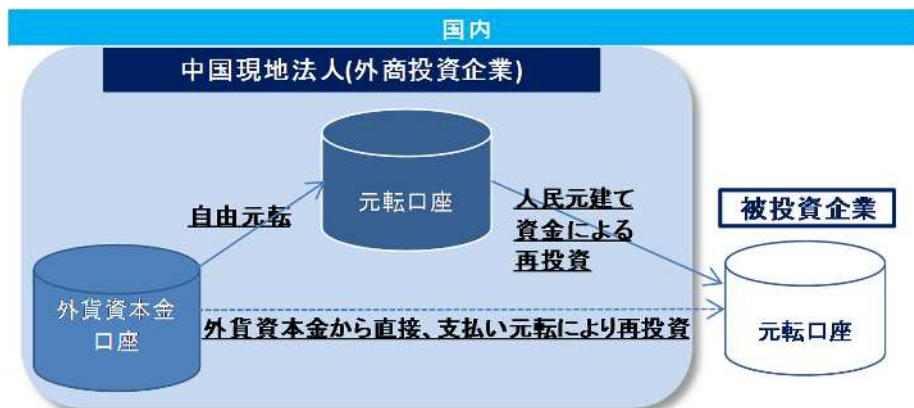 国内
中国現地法人(外商投資企業)
元転口座
自由元転
人民元建て
資金による
再投資
被投資企業
外貨資本金
口座
外貨資本金から直接、支払い元転により再投資
元転口座